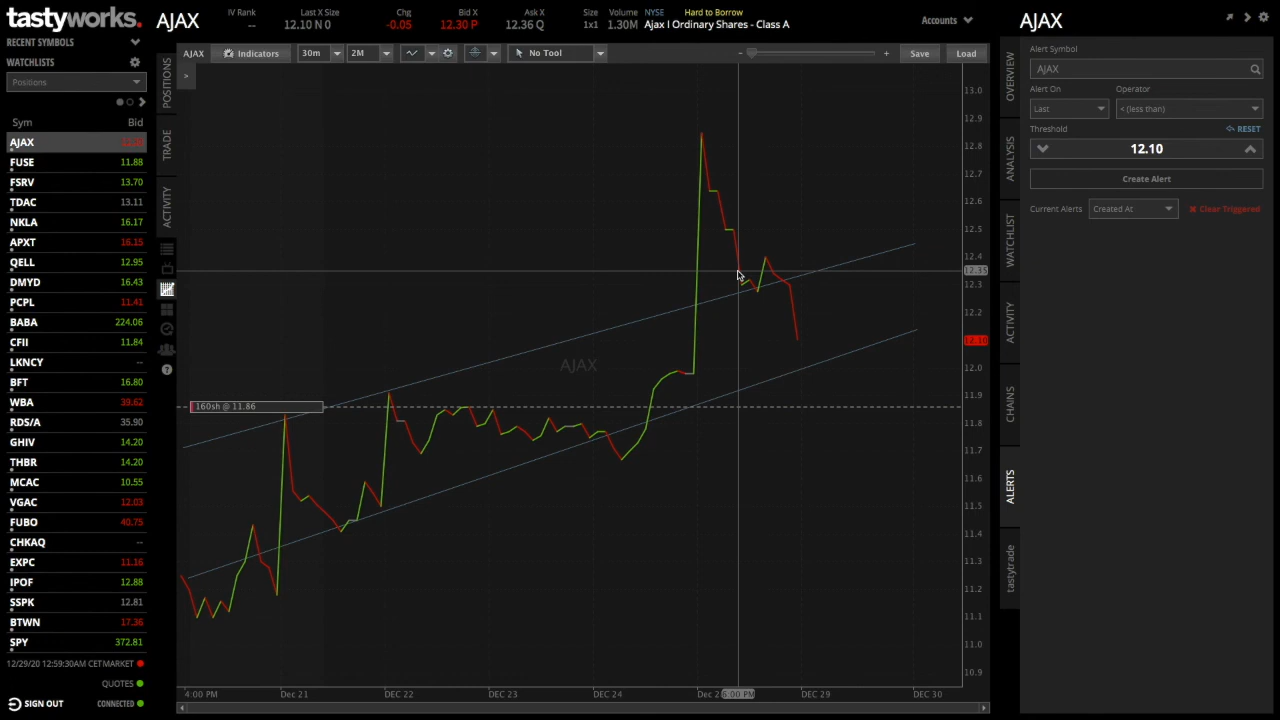 tastyworks.
AJAX
IV Rank
--
Last X Size
12.10 N 0
Chg
-0.05
Bid X
12.30 P
Ask X
12.36 Q
Size
1x1
Volume
1.30M
NYSE
Hard to Borrow
Ajax I Ordinary Shares - Class A
Accounts
AJAX
RECENT SYMBOLS
WATCHLISTS
Positions
Sym Bid
AJAX
FUSE 11.88
FSRV 13.70
TDAC 13.11
NKLA 16.17
APXT 16.15
QELL 12.95
DMYD 16.43
PCPL 11.41
BABA 224.06
CFII 11.84
LKNCY --
BFT 16.80
WBA 39.62
RDS/A 35.90
GHIV 14.20
THBR 14.20
MCAC 10.55
VGAC 12.03
FUBO 40.75
CHKAQ --
EXPC 11.16
IPOF 12.88
SSPK 12.81
BTWN 17.36
SPY 372.81
12/29/20 12:59:30AM CET MARKET
QUOTES
SIGN OUT
CONNECTED
POSITIONS
TRADE
ACTIVITY
AJAX Indicators 30m 2M No Tool - + Save Load
>
AJAX
160sh @ 11.86
13.0
12.9
12.8
12.7
12.6
12.5
12.4
12.35
12.3
12.2
12.10
12.0
11.9
11.8
11.7
11.6
11.5
11.4
11.3
11.2
11.1
11.0
10.9
4:00 PM Dec 21 DEC 22 DEC 23 DEC 24 Dec 2 6:00 PM DEC 29 DEC 30
OVERVIEW
ANALYSIS
WATCHLIST
ACTIVITY
CHAINS
ALERTS
tastytrade
Alert Symbol
AJAX
Alert On Operator
Last < (less than)
Threshold RESET
12.10
Create Alert
Current Alerts Created At Clear Triggered